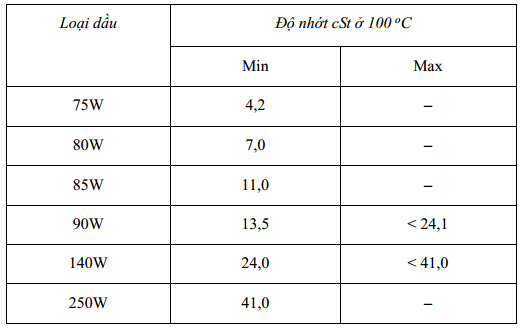 Loại dầu Độ nhớt cSt ở 100 ºC
Min Max
75W 4,2 –
80W 7,0 –
85W 11,0 –
90W 13,5 < 24,1
140W 24,0 < 41,0
250W 41,0 –